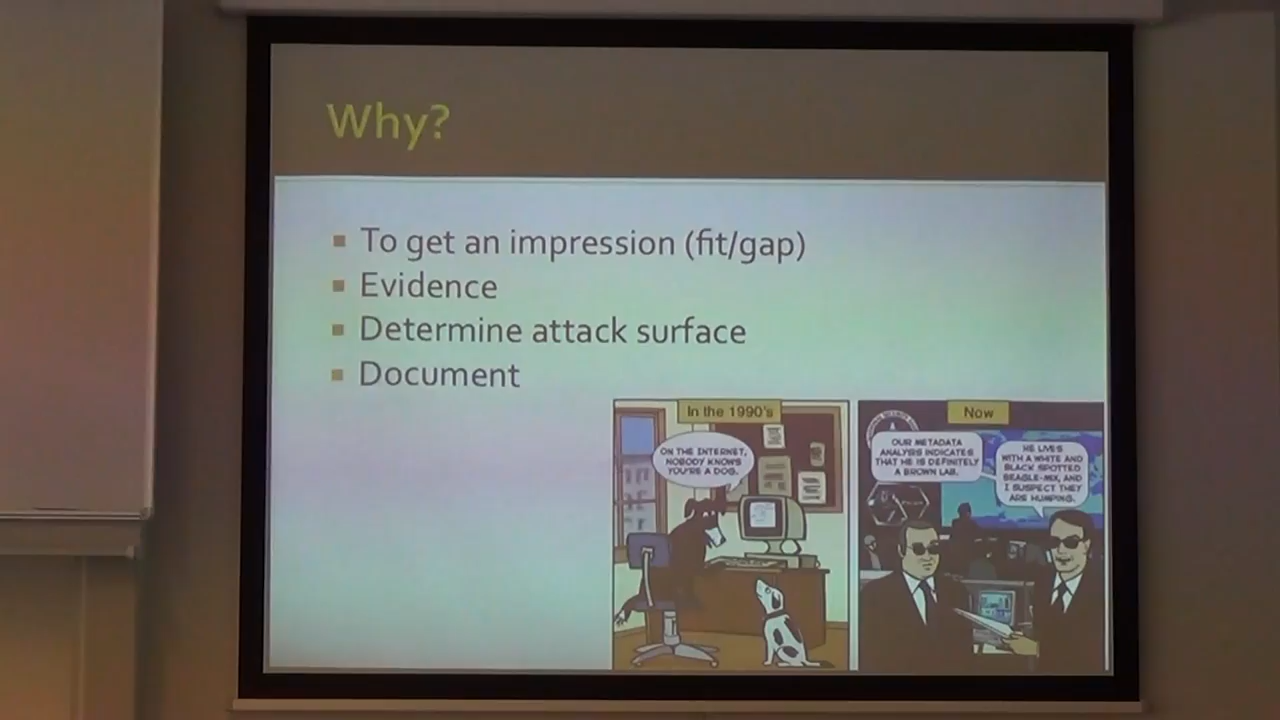 Why?
To get an impression (fit/gap)
Evidence
Determine attack surface
Document
In the 1990's
ON THE INTERNET,
NOBODY KNOWS
YOU'RE A DOG.
Now
OUR METADATA
ANALYSIS INDICATES
THAT HE IS DEFINITELY
A BROWN LAB.
HE LIVES
WITH A WHITE AND
BLACK SPOTTED
BEAGLE-MIX, AND
I SUSPECT THEY
ARE HUMPING.